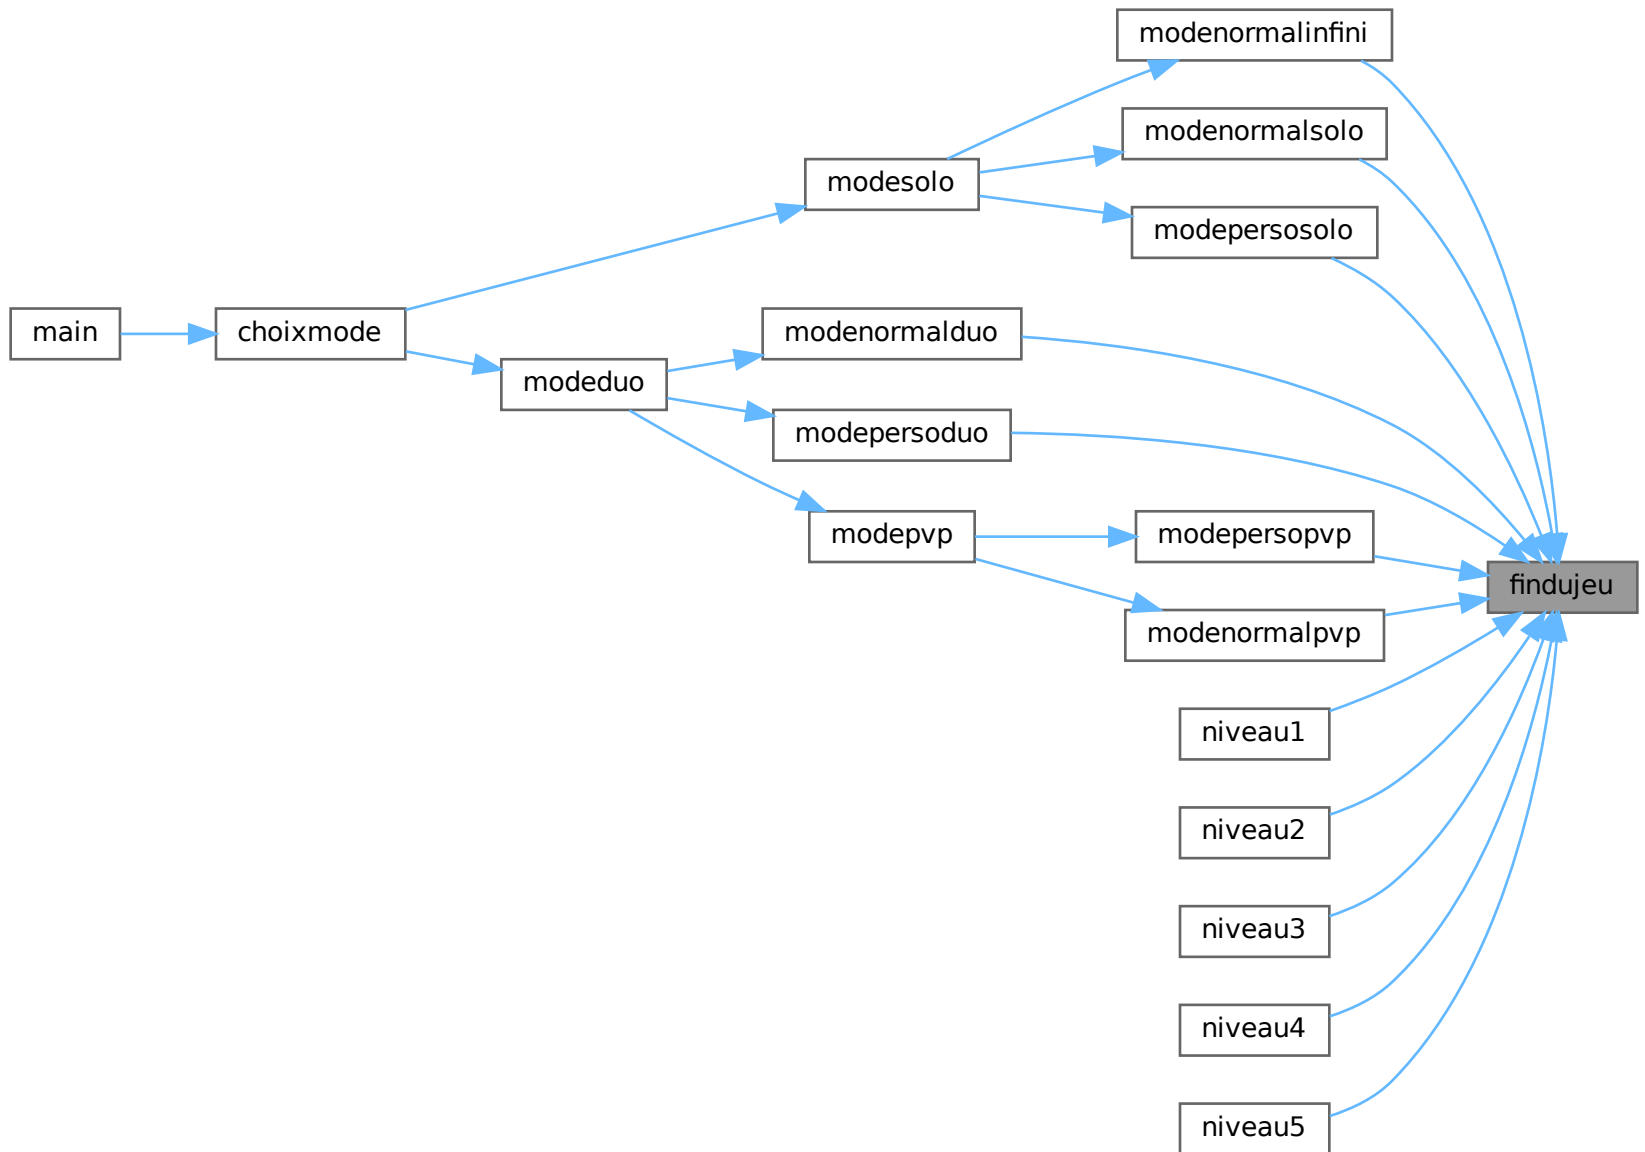 modenormalinfini
modenormalsolo
modesolo
modepersosolo
main
choixmode
modenormalduo
modeduo
modepersoduo
modepvp
modepersopvp
findujeu
modenormalpvp
niveau1
niveau2
niveau3
niveau4
niveau5